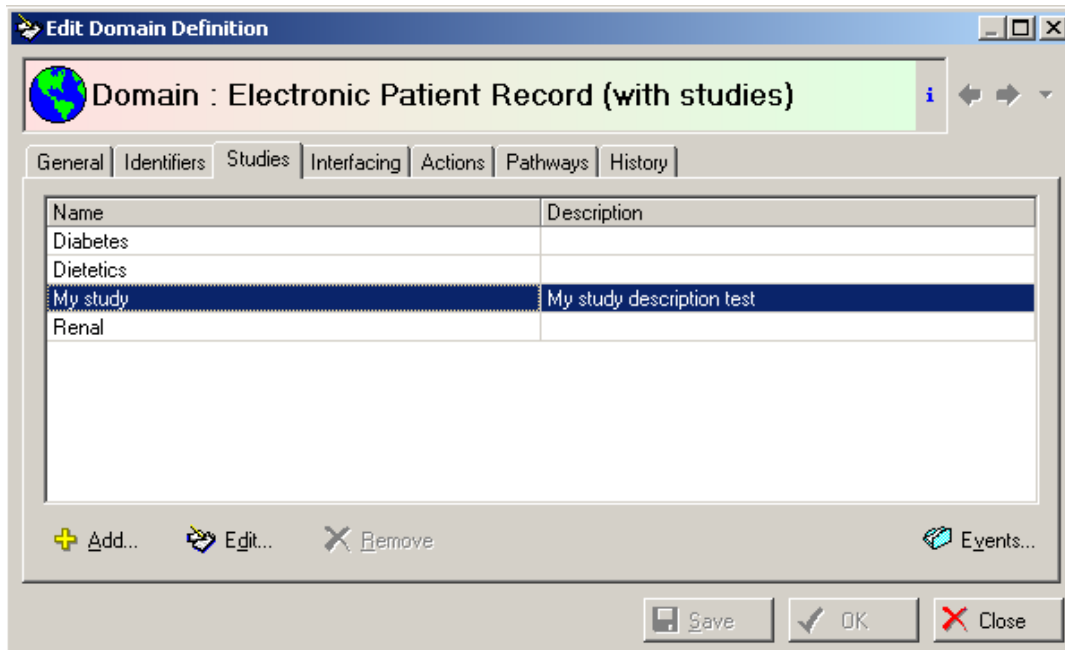 Edit Domain Definition
Domain : Electronic Patient Record (with studies) i
General Identifiers Studies Interfacing Actions Pathways History
Name Description
Diabetes
Dietetics
My study My study description test
Renal
Add... Edit... Remove Events...
Save OK Close